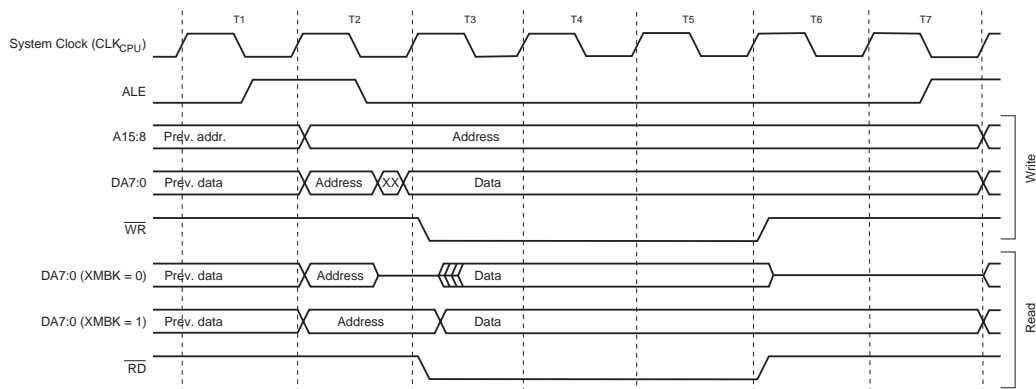 T1 T2 T3 T4 T5 T6 T7
System Clock (CLKCPU)
ALE
A15:8 Prev. addr. Address
DA7:0 Prev. data Address XX Data
WR
Write
DA7:0 (XMBK = 0) Prev. data Address Data
DA7:0 (XMBK = 1) Prev. data Address Data
RD
Read